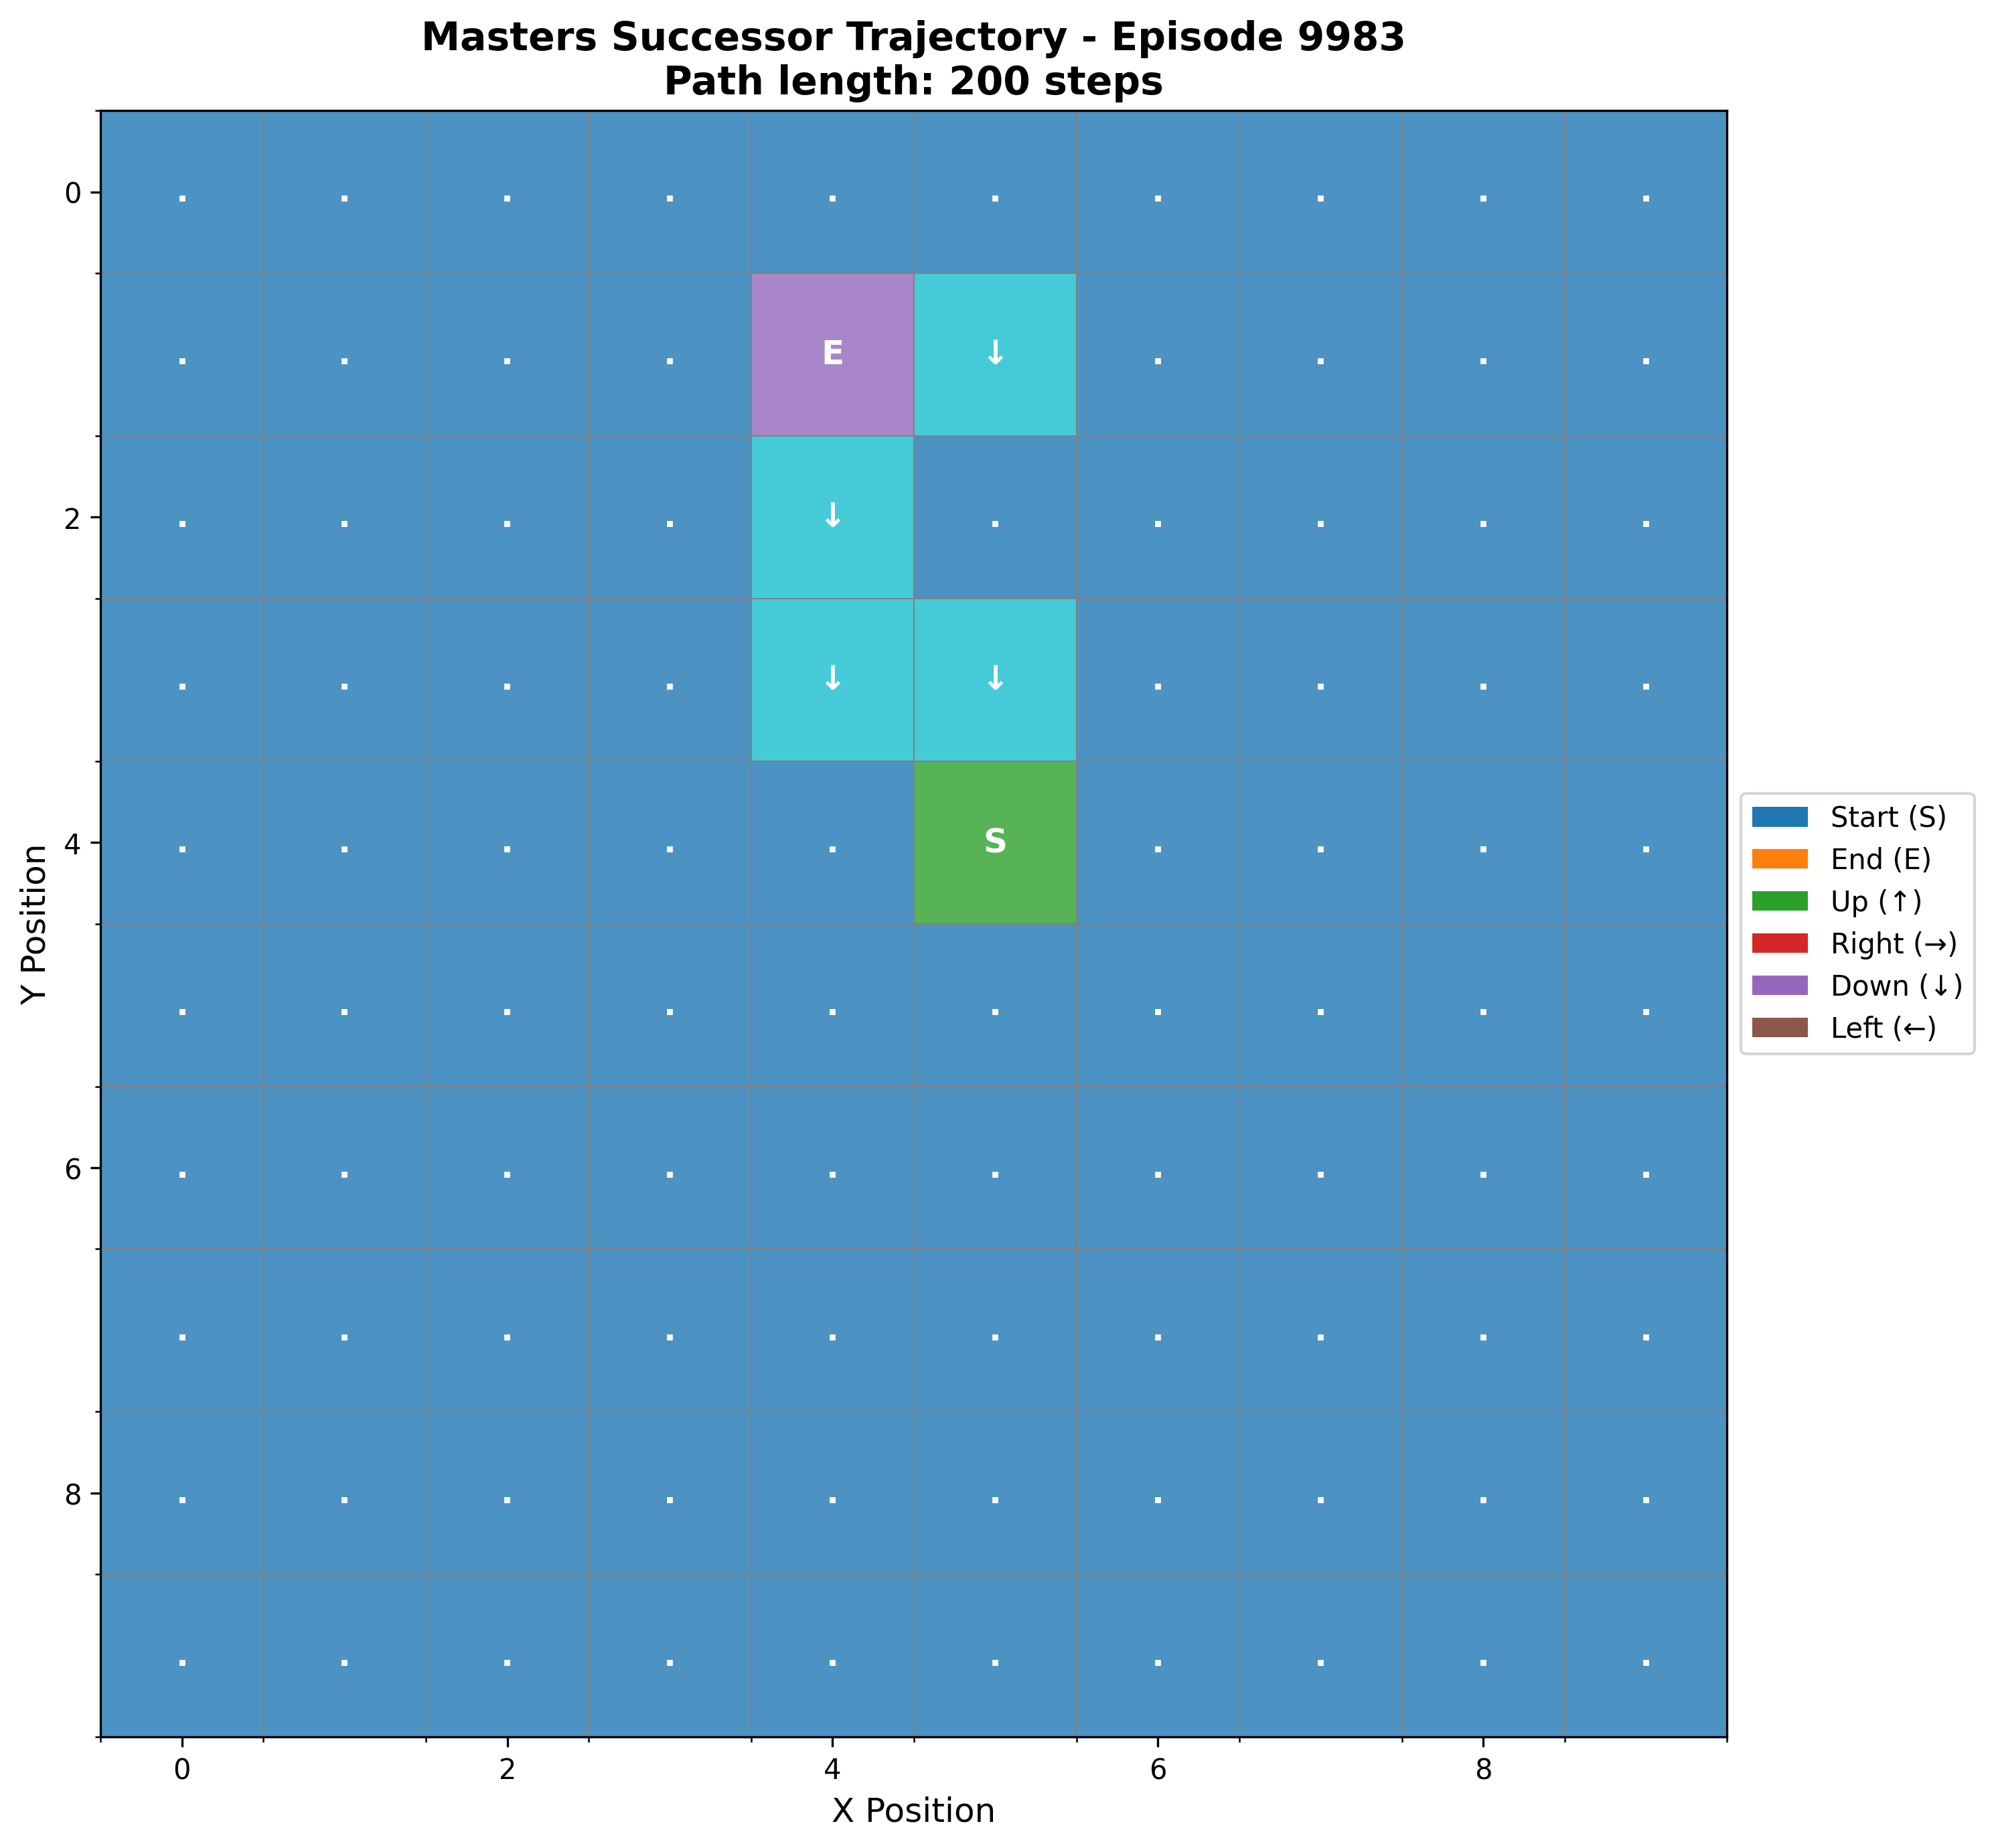 Masters Successor Trajectory - Episode 9983
Path length: 200 steps
0
E ↓
2
↓
↓ ↓
4
S
6
8
Y Position
0 2 4 6 8
X Position
Start (S)
End (E)
Up (↑)
Right (→)
Down (↓)
Left (←)